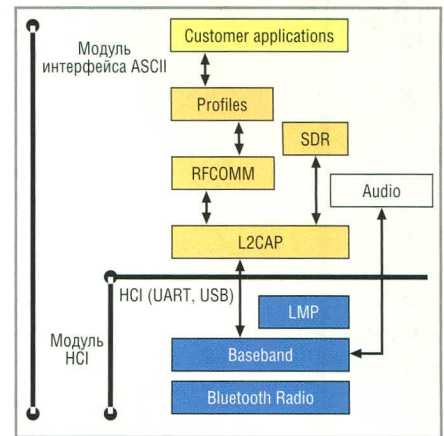 Модуль
интерфейса ASCII
Customer applications
Profiles
SDR
RFCOMM
Audio
L2CAP
HCI (UART, USB)
LMP
Модуль
HCI
Baseband
Bluetooth Radio